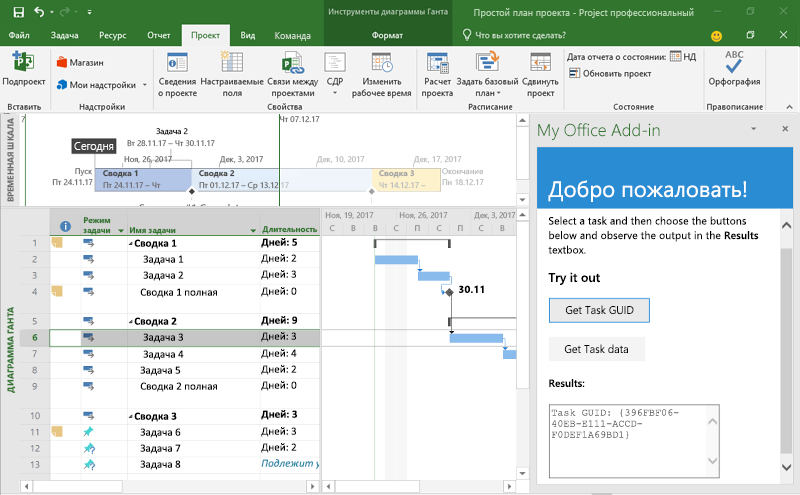 Инструменты диаграммы Ганта
Простой план проекта - Project профессиональный
Файл Задача Ресурс Отчет Проект Вид Команда Формат Что вы хотите сделать?
Подпроект
Магазин
Мои надстройки
Сведения о проекте
Настраиваемые поля
Связи между проектами
СДР
Изменить рабочее время
Расчет проекта
Задать базовый план
Сдвинуть проект
Дата отчета о состоянии: НД
Обновить проект
ABC
Орфография
Вставить Надстройки Свойства Расписание Состояние Правописание
ВРЕМЕННАЯ ШКАЛА
7
Чт 07.12.17
Задача 2
Вт 28.11.17 – Чт 30.11.17
Сегодня
Ноя, 26, 2017 Дек, 3, 2017 Дек, 10, 2017 Дек, 17, 2017
Пуск
Пт 24.11.17
Сводка 1
Пт 24.11.17 – Чт
Сводка 2
Пт 01.12.17 – Ср 13.12.17
Сводка 3
Чт 14.12.17 –
Окончание
Пн 18.12.17
ДИАГРАММА ГАНТА
Режим задачи
Имя задачи
Длительность
Ноя, 19, 2017 Ноя, 26, 2017 Дек, 3, 2017
С В В П С В С В
1 Сводка 1 Дней: 5
2 Задача 1 Дней: 2
3 Задача 2 Дней: 3
4 Сводка 1 полная Дней: 0
30.11
5 Сводка 2 Дней: 9
6 Задача 3 Дней: 3
7 Задача 4 Дней: 4
8 Задача 5 Дней: 2
9 Сводка 2 полная Дней: 0
10 Сводка 3 Дней: 3
11 Задача 6 Дней: 3
12 Задача 7 Дней: 2
13 Задача 8 Подлежит у
My Office Add-in
Добро пожаловать!
Select a task and then choose the buttons
below and observe the output in the Results
textbox.
Try it out
Get Task GUID
Get Task data
Results:
Task GUID: {396FBF06-
40EB-E111-ACCD-
F0DEF1A69BD1}